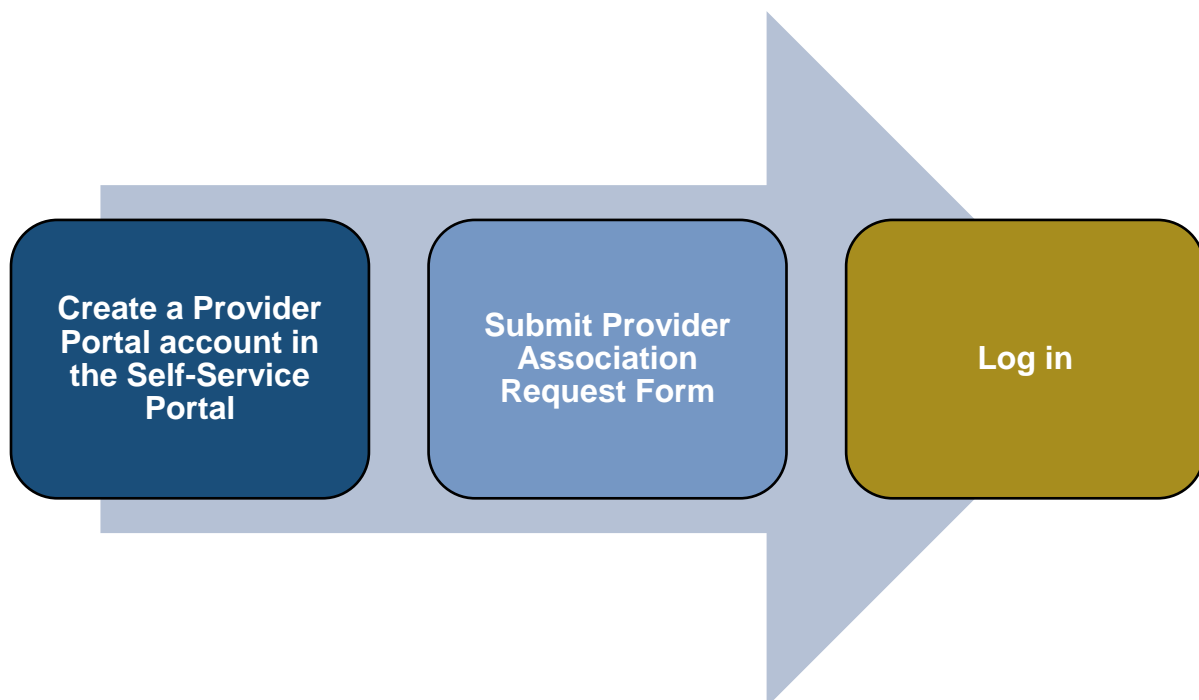 Create a Provider
Portal account in
the Self-Service
Portal
Submit Provider
Association
Request Form
Log in